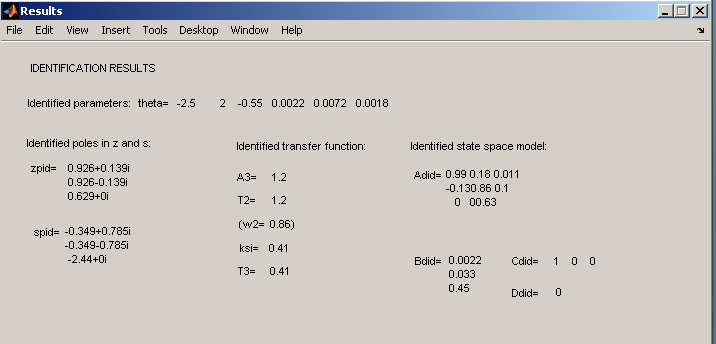 Results
File Edit View Insert Tools Desktop Window Help
IDENTIFICATION RESULTS
Identified parameters: theta= -2.5 2 -0.55 0.0022 0.0072 0.0018
Identified poles in z and s:
zpid= 0.926+0.139i
0.926-0.139i
0.629+0i
spid= -0.349+0.785i
-0.349-0.785i
-2.44+0i
Identified transfer function:
A3= 1.2
T2= 1.2
(w2= 0.86)
ksi= 0.41
T3= 0.41
Identified state space model:
Adid= 0.99 0.18 0.011
-0.130.86 0.1
0 00.63
Bdid= 0.0022
0.033
0.45
Cdid= 1 0 0
Ddid= 0